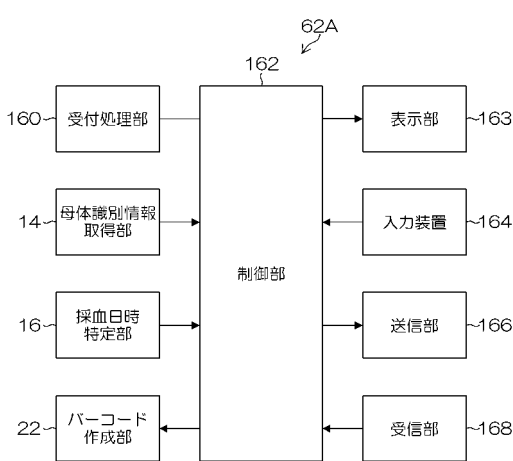 62A
162
160
受付処理部
表示部
163
14
母体識別情報
取得部
入力装置
164
制御部
16
採血日時
特定部
送信部
166
22
バーコード
作成部
受信部
168